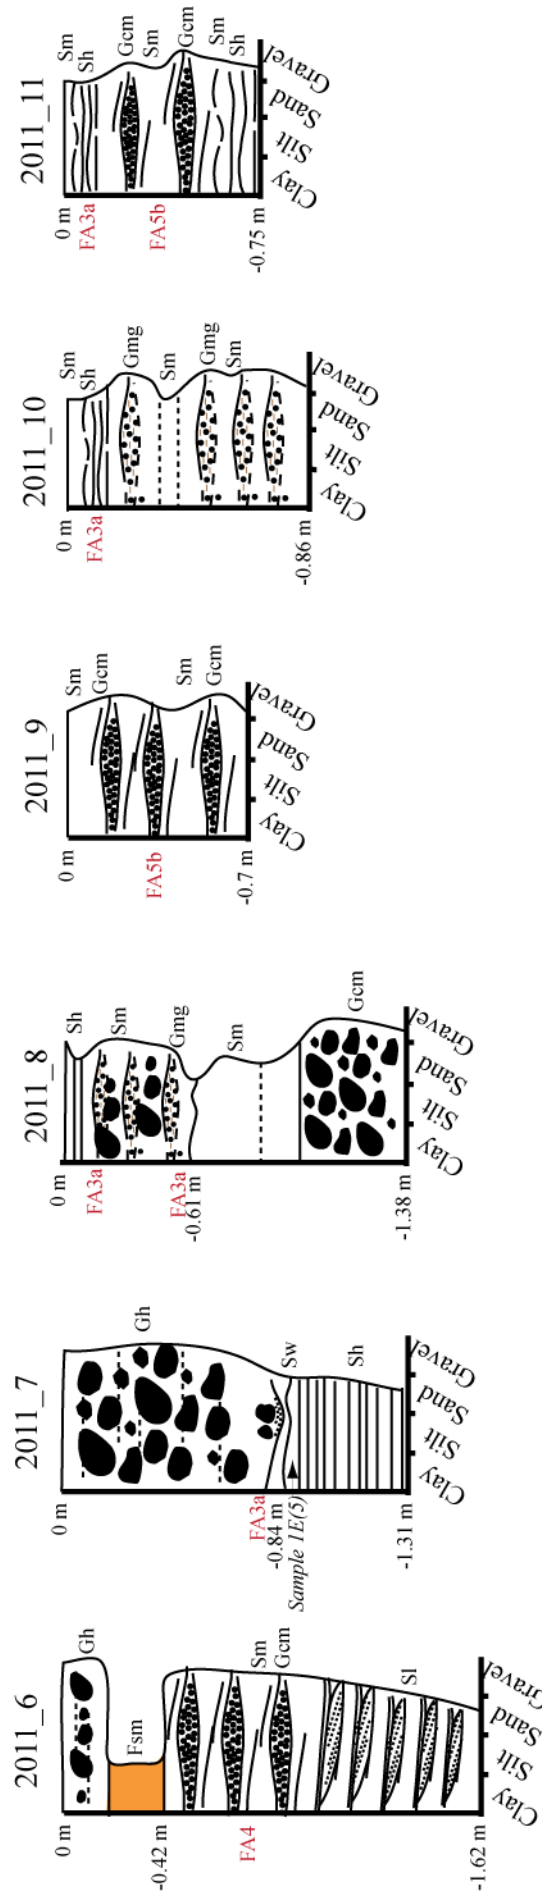 2011_6
0 m
-0.42 m
FA4
-1.62 m
Gh
Fsm
Sm
Gcm
Sl
Clay
Silt
Sand
Gravel
2011_7
0 m
FA3a
-0.84 m
Sample 1E(5)
-1.31 m
Gh
Sw
Sh
Clay
Silt
Sand
Gravel
2011_8
0 m
FA3a
FA3a
-0.61 m
-1.38 m
Sh
Sm
Gmg
Sm
Gcm
Clay
Silt
Sand
Gravel
2011_9
0 m
FA5b
-0.7 m
Sm
Gcm
Sm
Gcm
Clay
Silt
Sand
Gravel
2011_10
0 m
FA3a
-0.86 m
Sm
Sh
Gmg
Sm
Gmg
Sm
Clay
Silt
Sand
Gravel
2011_11
0 m
FA3a
FA5b
-0.75 m
Sm
Sh
Gcm
Sm
Gcm
Sm
Sh
Clay
Silt
Sand
Gravel